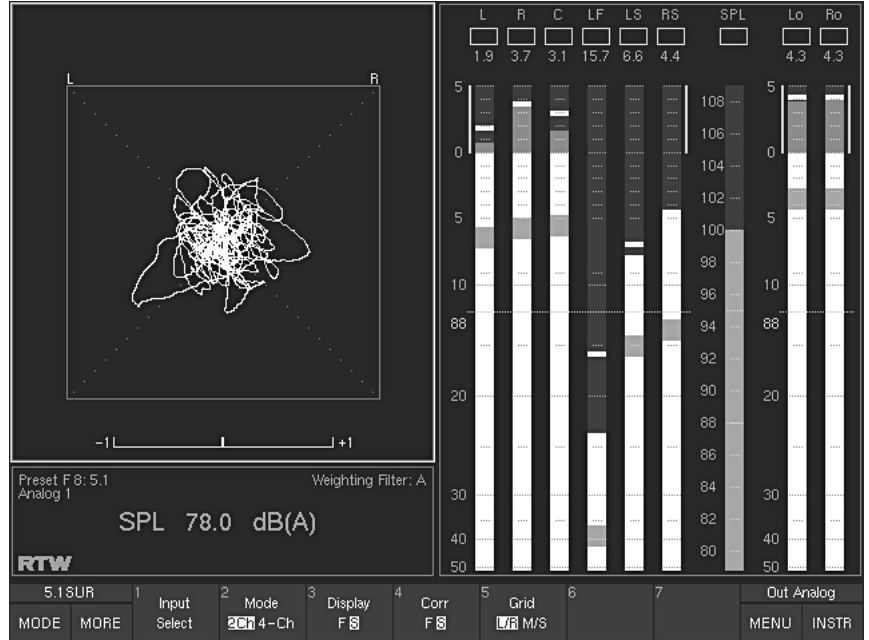 L R
−1 +1
Preset F 8: 5.1 Weighting Filter: A
Analog 1
SPL 78.0 dB(A)
RTW
L R C LF LS RS SPL Lo Ro
1.9 3.7 3.1 15.7 6.6 4.4 4.3 4.3
5 108 5
106
0 0
104
102
5 5
100
98
10 10
96
88 94 88
92
90
20 20
88
86
84
30 30
82
40 80 40
50 50
5.1SUR 1 2 3 4 5 6 7 Out Analog
Input Mode Display Corr Grid
MODE MORE Select 2Ch 4-Ch F S F S L/R M/S MENU INSTR